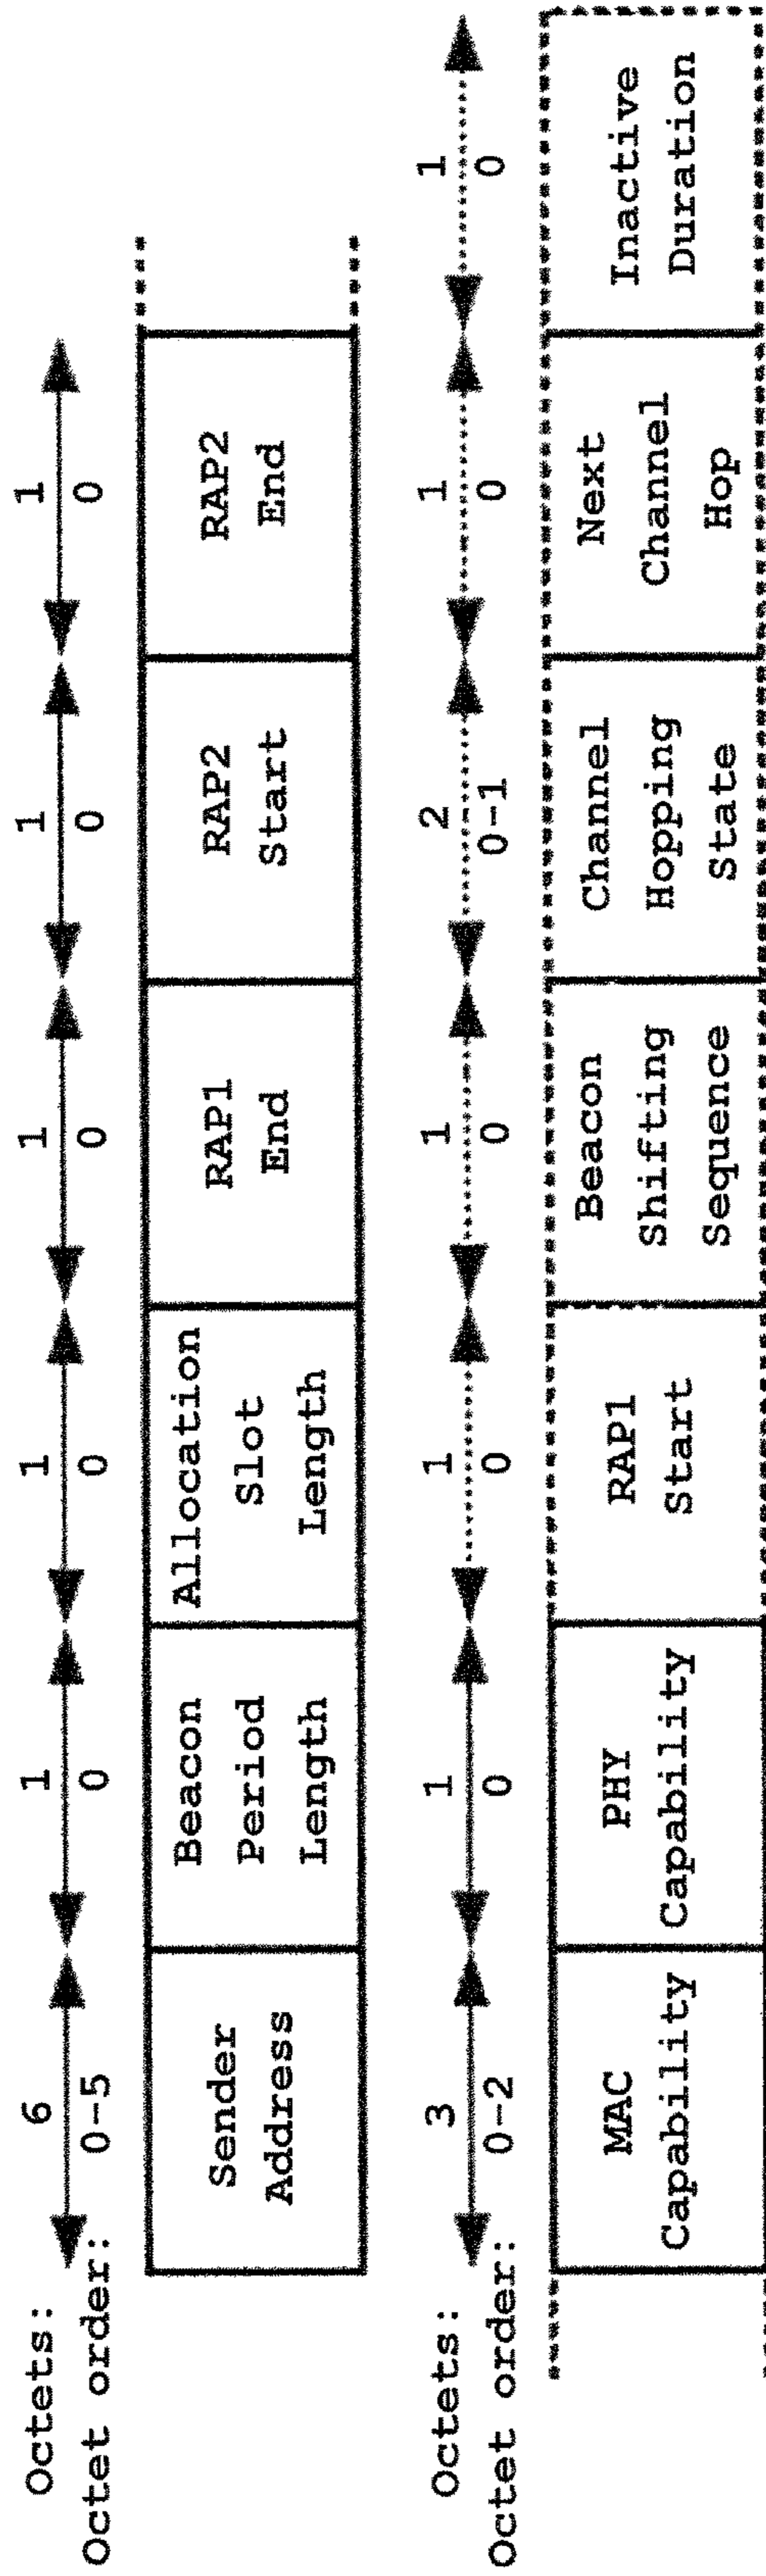 Octets: 6 1 1 1 1 1
Octet order: 0-5 0 0 0 0 0
Sender
Address
Beacon
Period
Length
Allocation
Slot
Length
RAP1
End
RAP2
Start
RAP2
End
Octets: 3 1 1 1 2 1 1
Octet order: 0-2 0 0 0 0-1 0 0
MAC
Capability
PHY
Capability
RAP1
Start
Beacon
Shifting
Sequence
Channel
Hopping
State
Next
Channel
Hop
Inactive
Duration